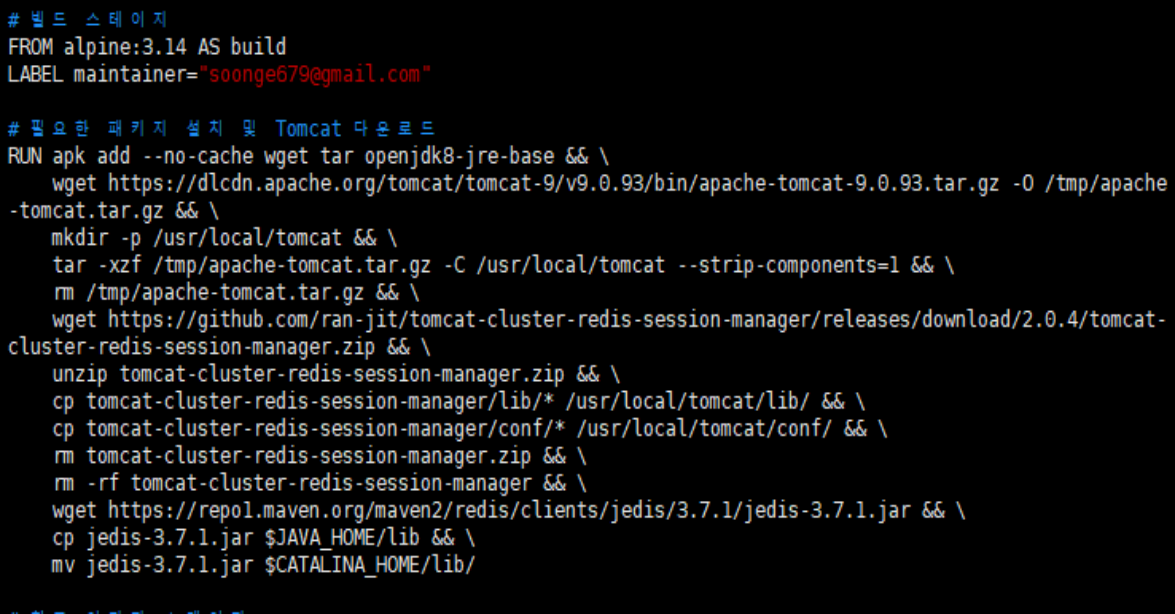 # 빌드 스테이지
FROM alpine:3.14 AS build
LABEL maintainer="soonge679@gmail.com"
# 필요한 패키지 설치 및 Tomcat 다운로드
RUN apk add --no-cache wget tar openjdk8-jre-base && \
wget https://dlcdn.apache.org/tomcat/tomcat-9/v9.0.93/bin/apache-tomcat-9.0.93.tar.gz -O /tmp/apache
-tomcat.tar.gz && \
mkdir -p /usr/local/tomcat && \
tar -xzf /tmp/apache-tomcat.tar.gz -C /usr/local/tomcat --strip-components=1 && \
rm /tmp/apache-tomcat.tar.gz && \
wget https://github.com/ran-jit/tomcat-cluster-redis-session-manager/releases/download/2.0.4/tomcat-
cluster-redis-session-manager.zip && \
unzip tomcat-cluster-redis-session-manager.zip && \
cp tomcat-cluster-redis-session-manager/lib/* /usr/local/tomcat/lib/ && \
cp tomcat-cluster-redis-session-manager/conf/* /usr/local/tomcat/conf/ && \
rm tomcat-cluster-redis-session-manager.zip && \
rm -rf tomcat-cluster-redis-session-manager && \
wget https://repo1.maven.org/maven2/redis/clients/jedis/3.7.1/jedis-3.7.1.jar && \
cp jedis-3.7.1.jar $JAVA_HOME/lib && \
mv jedis-3.7.1.jar $CATALINA_HOME/lib/